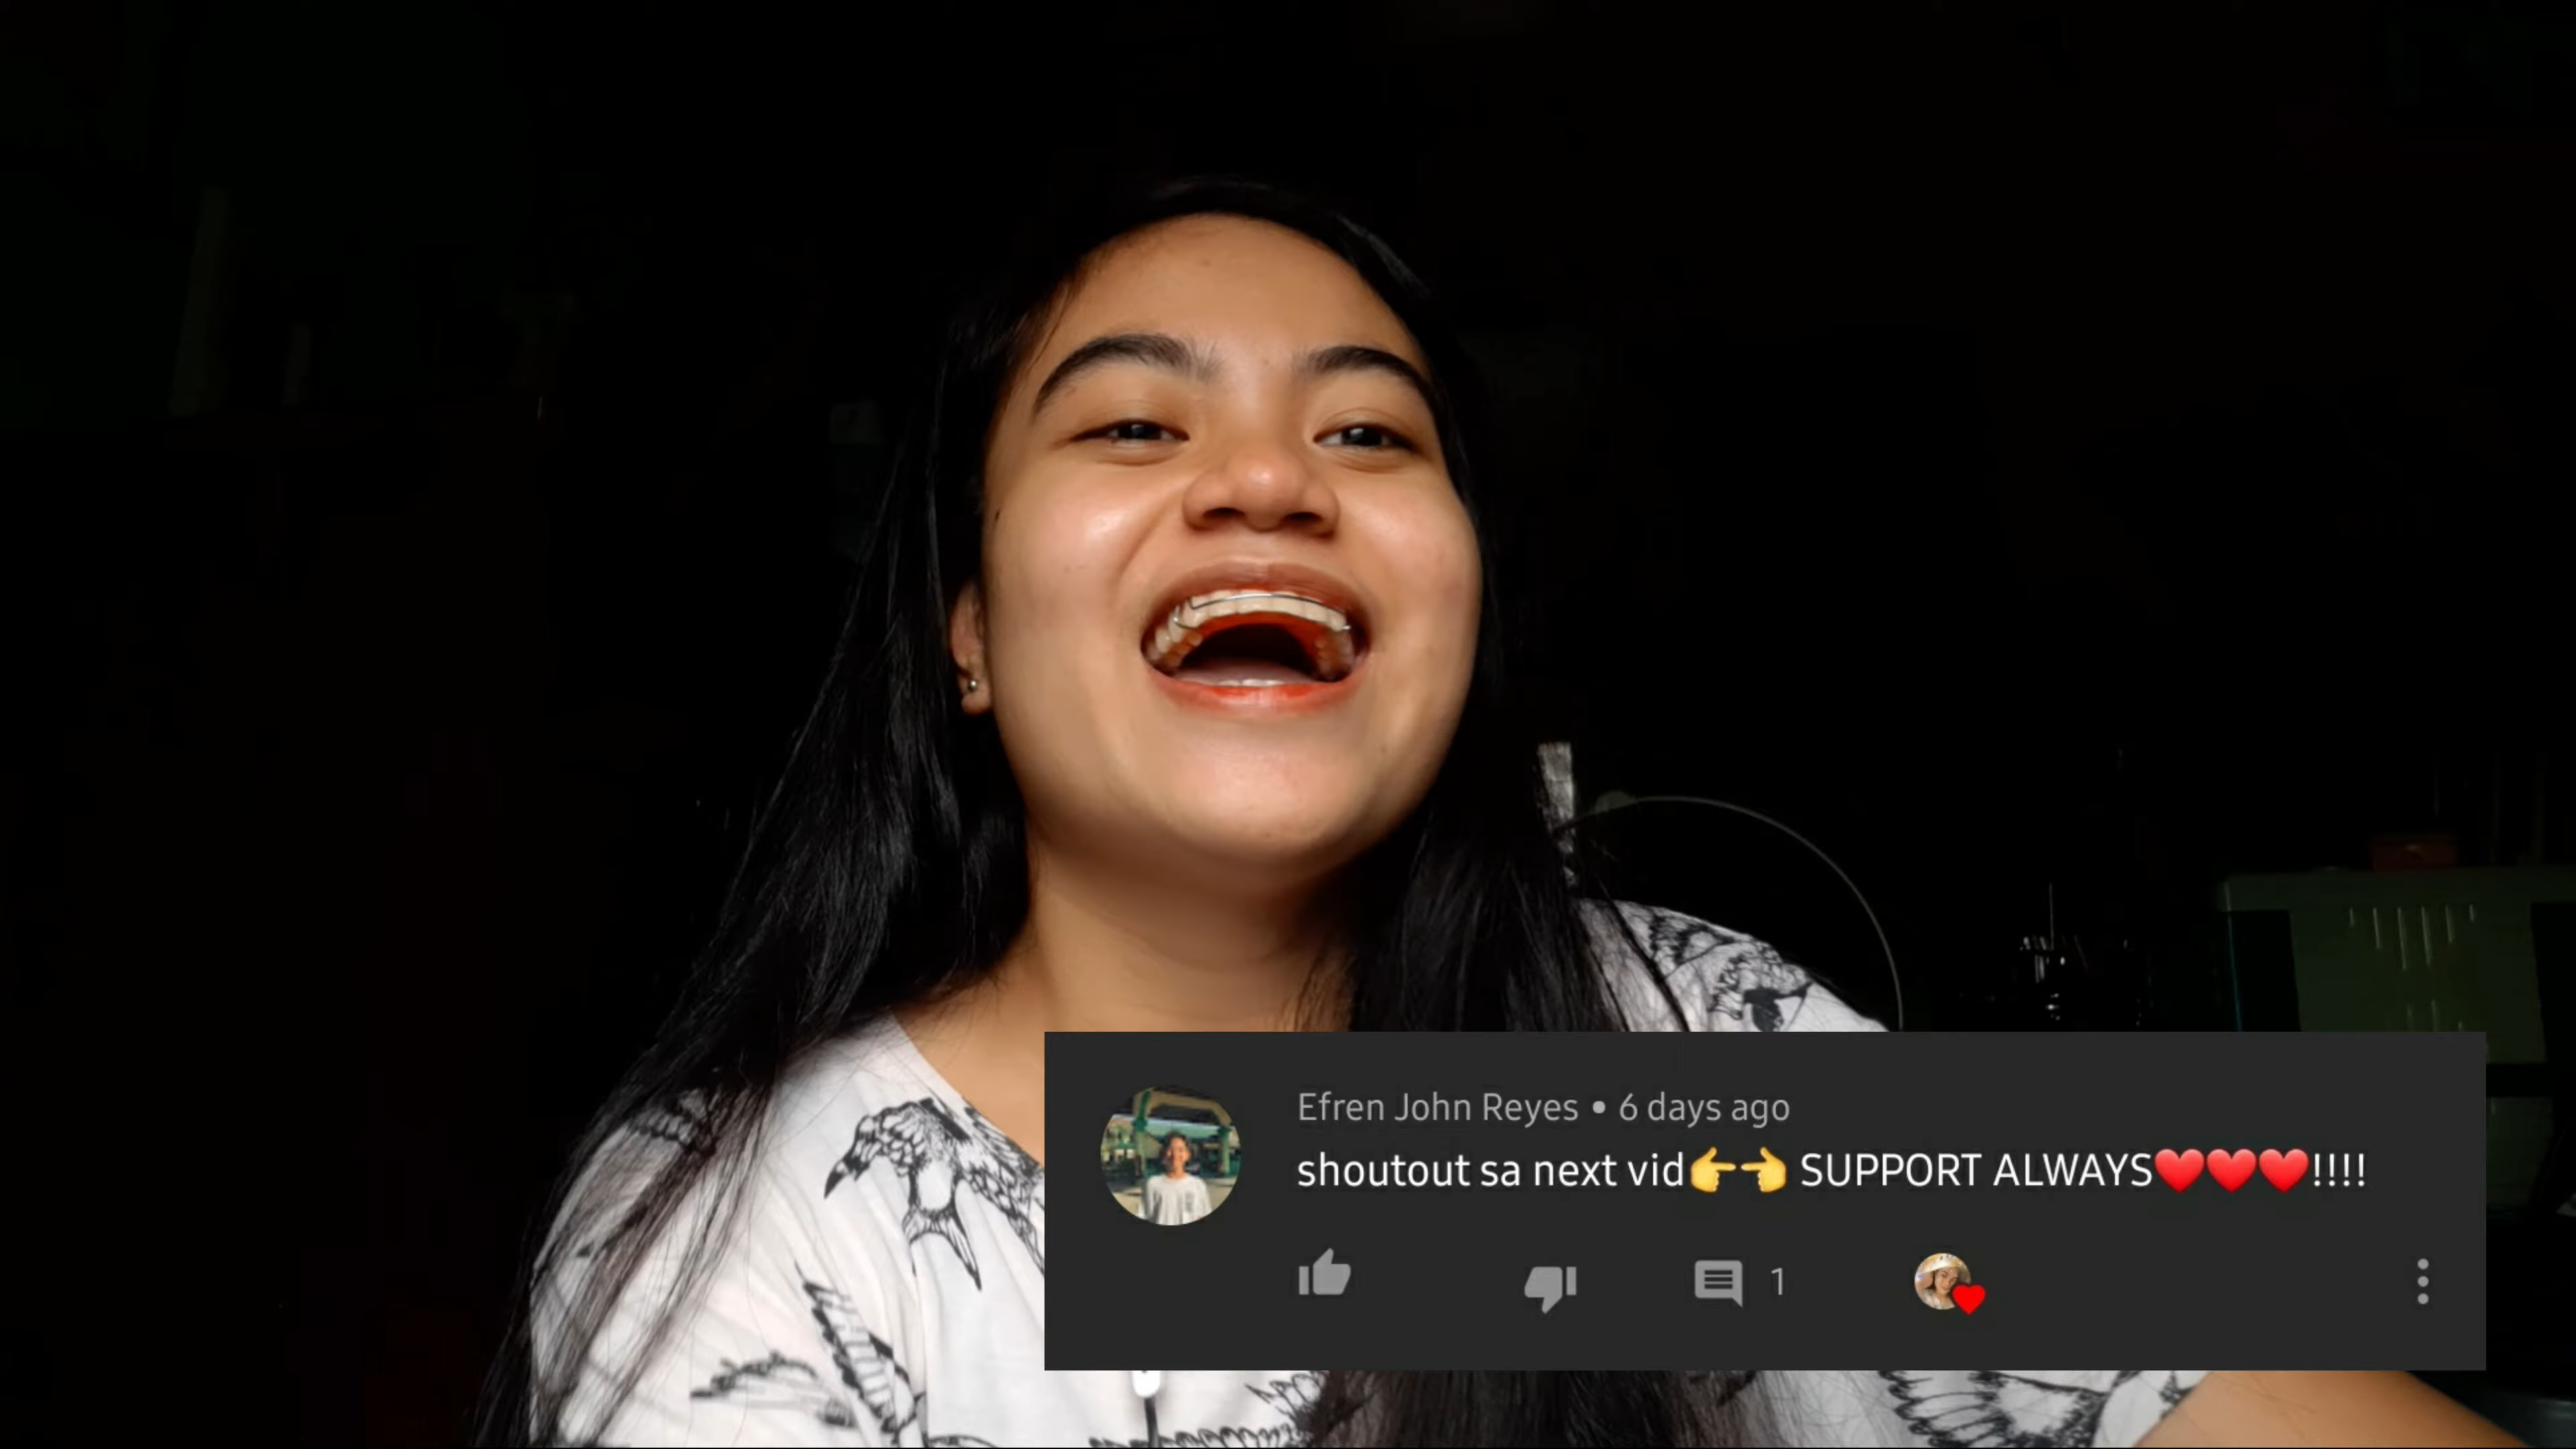 Efren John Reyes • 6 days ago
shoutout sa next vid👉👈 SUPPORT ALWAYS❤️❤️❤️!!!!
1